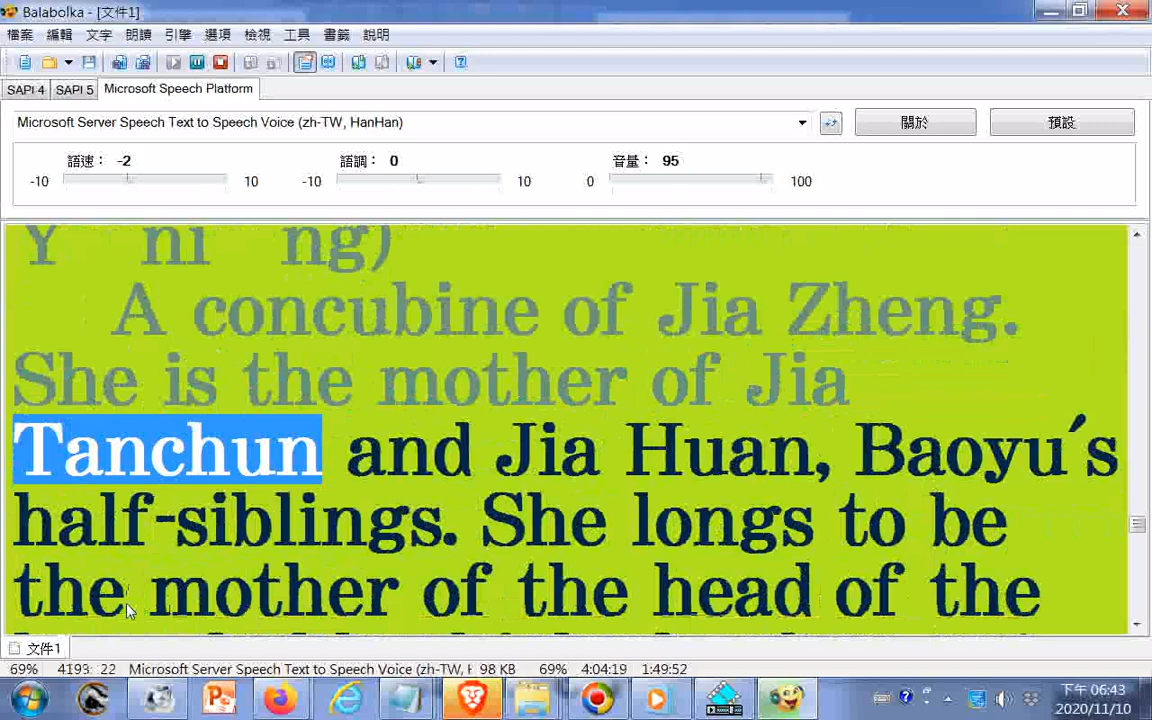 Balabolka - [文件1]
檔案 編輯 文字 朗讀 引擎 選項 檢視 工具 書籤 說明
SAPI 4 SAPI 5 Microsoft Speech Platform
Microsoft Server Speech Text to Speech Voice (zh-TW, HanHan) 關於 預設
語速： -2 語調： 0 音量： 95
-10 10 -10 10 0 100
Y ni ng)
A concubine of Jia Zheng.
She is the mother of Jia
Tanchun and Jia Huan, Baoyu's
half-siblings. She longs to be
the mother of the head of the
文件1
69% 4193: 22 Microsoft Server Speech Text to Speech Voice (zh-TW, H 98 KB 69% 4:04:19 1:49:52
下午 06:43
2020/11/10